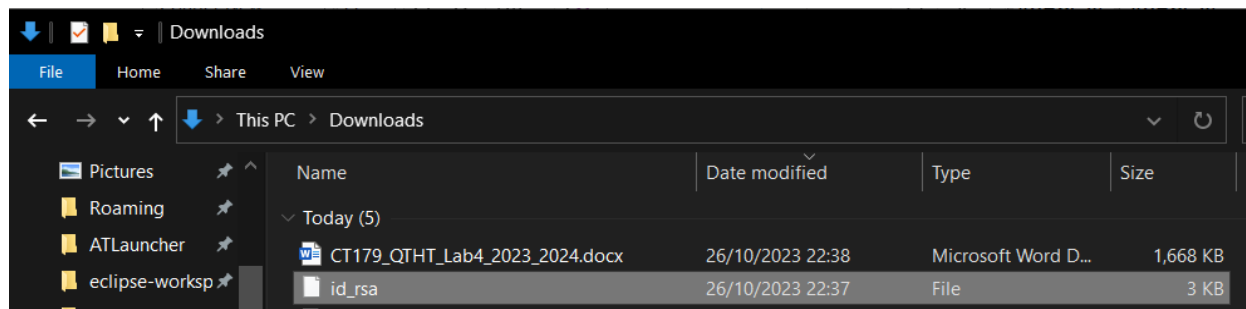 Downloads
File Home Share View
This PC > Downloads
Pictures
Name Date modified Type Size
Roaming
Today (5)
ATLauncher
CT179_QTHT_Lab4_2023_2024.docx 26/10/2023 22:38 Microsoft Word D... 1,668 KB
eclipse-worksp
id_rsa 26/10/2023 22:37 File 3 KB